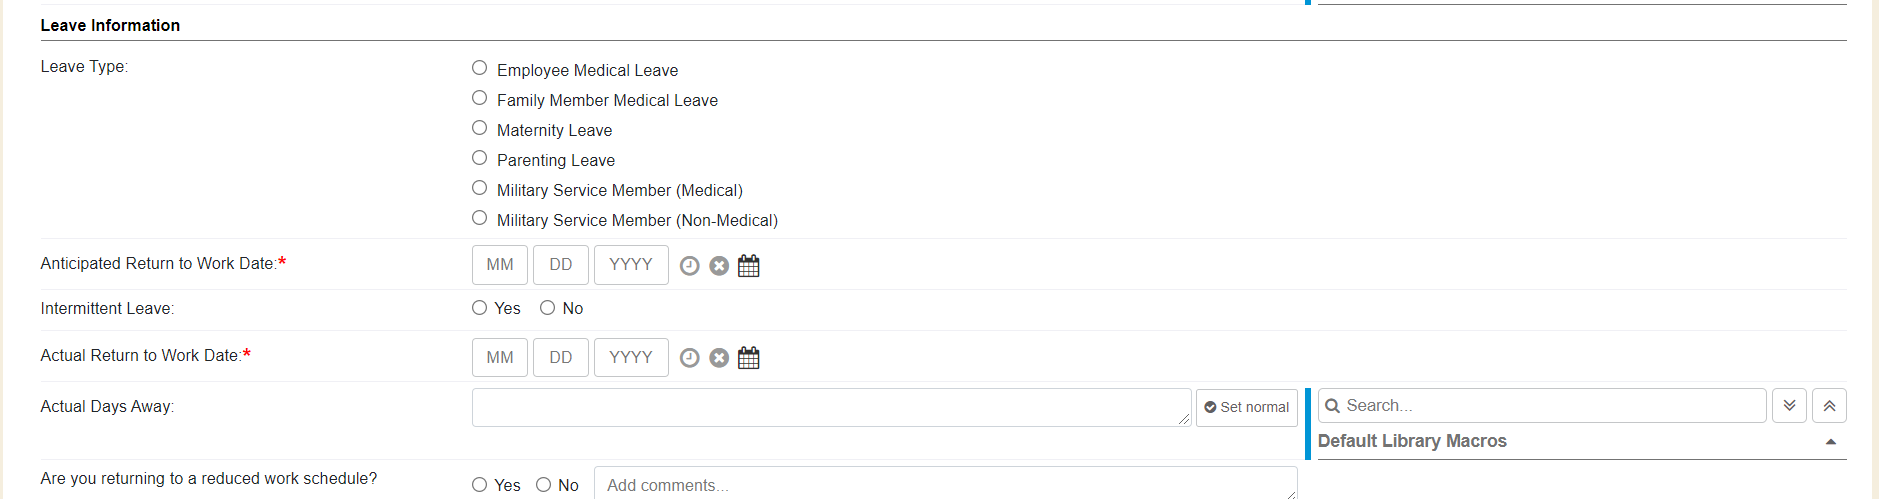 Leave Information
Leave Type:
Employee Medical Leave
Family Member Medical Leave
Maternity Leave
Parenting Leave
Military Service Member (Medical)
Military Service Member (Non-Medical)
Anticipated Return to Work Date:* MM DD YYYY
Intermittent Leave: Yes No
Actual Return to Work Date:* MM DD YYYY
Actual Days Away: Set normal Search...
Default Library Macros
Are you returning to a reduced work schedule? Yes No Add comments...